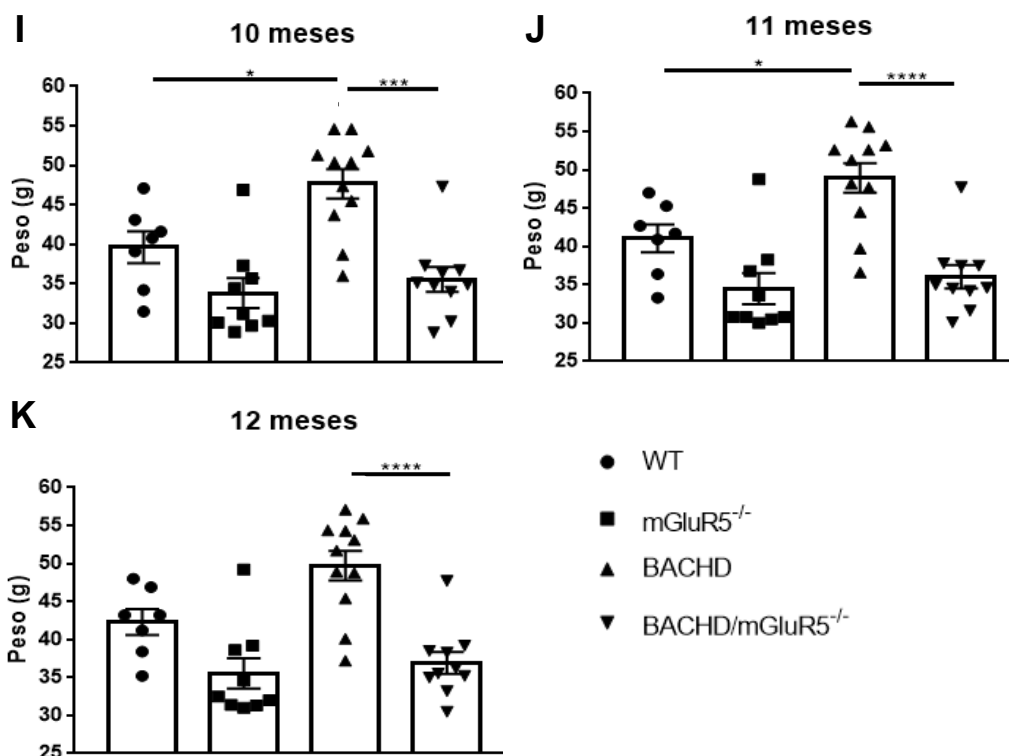 I
10 meses
*
***
Peso (g)
60
55
50
45
40
35
30
25
J
11 meses
*
****
Peso (g)
60
55
50
45
40
35
30
25
K
12 meses
****
Peso (g)
60
55
50
45
40
35
30
25
WT
mGluR5-/-
BACHD
BACHD/mGluR5-/-